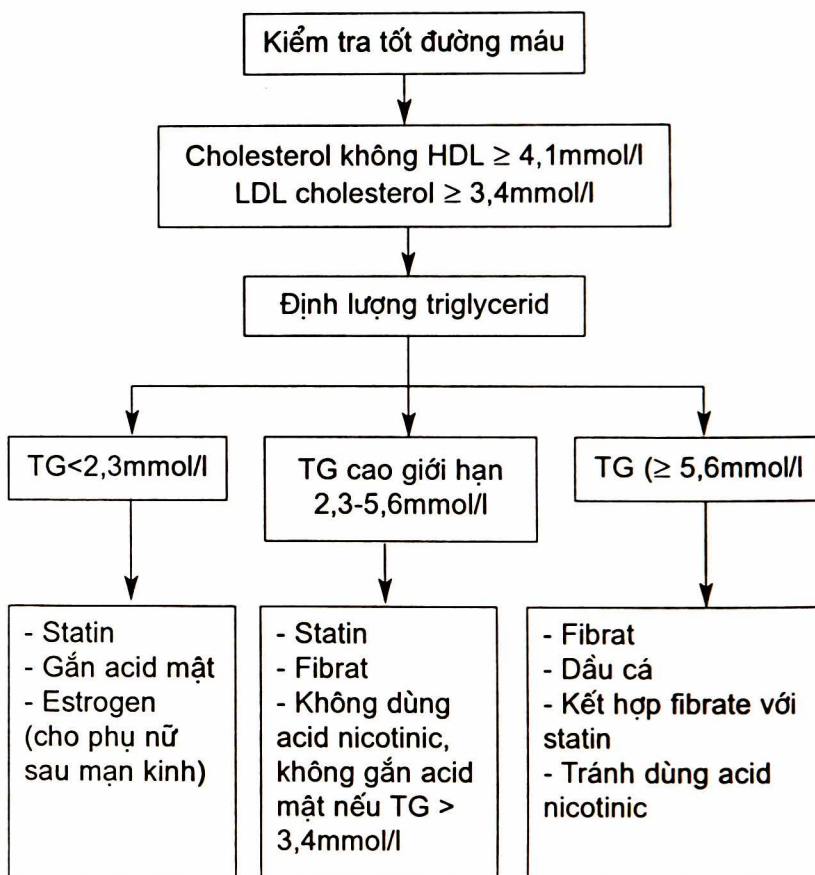 Kiểm tra tốt đường máu
Cholesterol không HDL ≥ 4,1mmol/l
LDL cholesterol ≥ 3,4mmol/l
Định lượng triglycerid
TG<2,3mmol/l
TG cao giới hạn
2,3-5,6mmol/l
TG (≥ 5,6mmol/l
- Statin
- Gắn acid mật
- Estrogen
(cho phụ nữ
sau mạn kinh)
- Statin
- Fibrat
- Không dùng
acid nicotinic,
không gắn acid
mật nếu TG >
3,4mmol/l
- Fibrat
- Dầu cá
- Kết hợp fibrate với
statin
- Tránh dùng acid
nicotinic